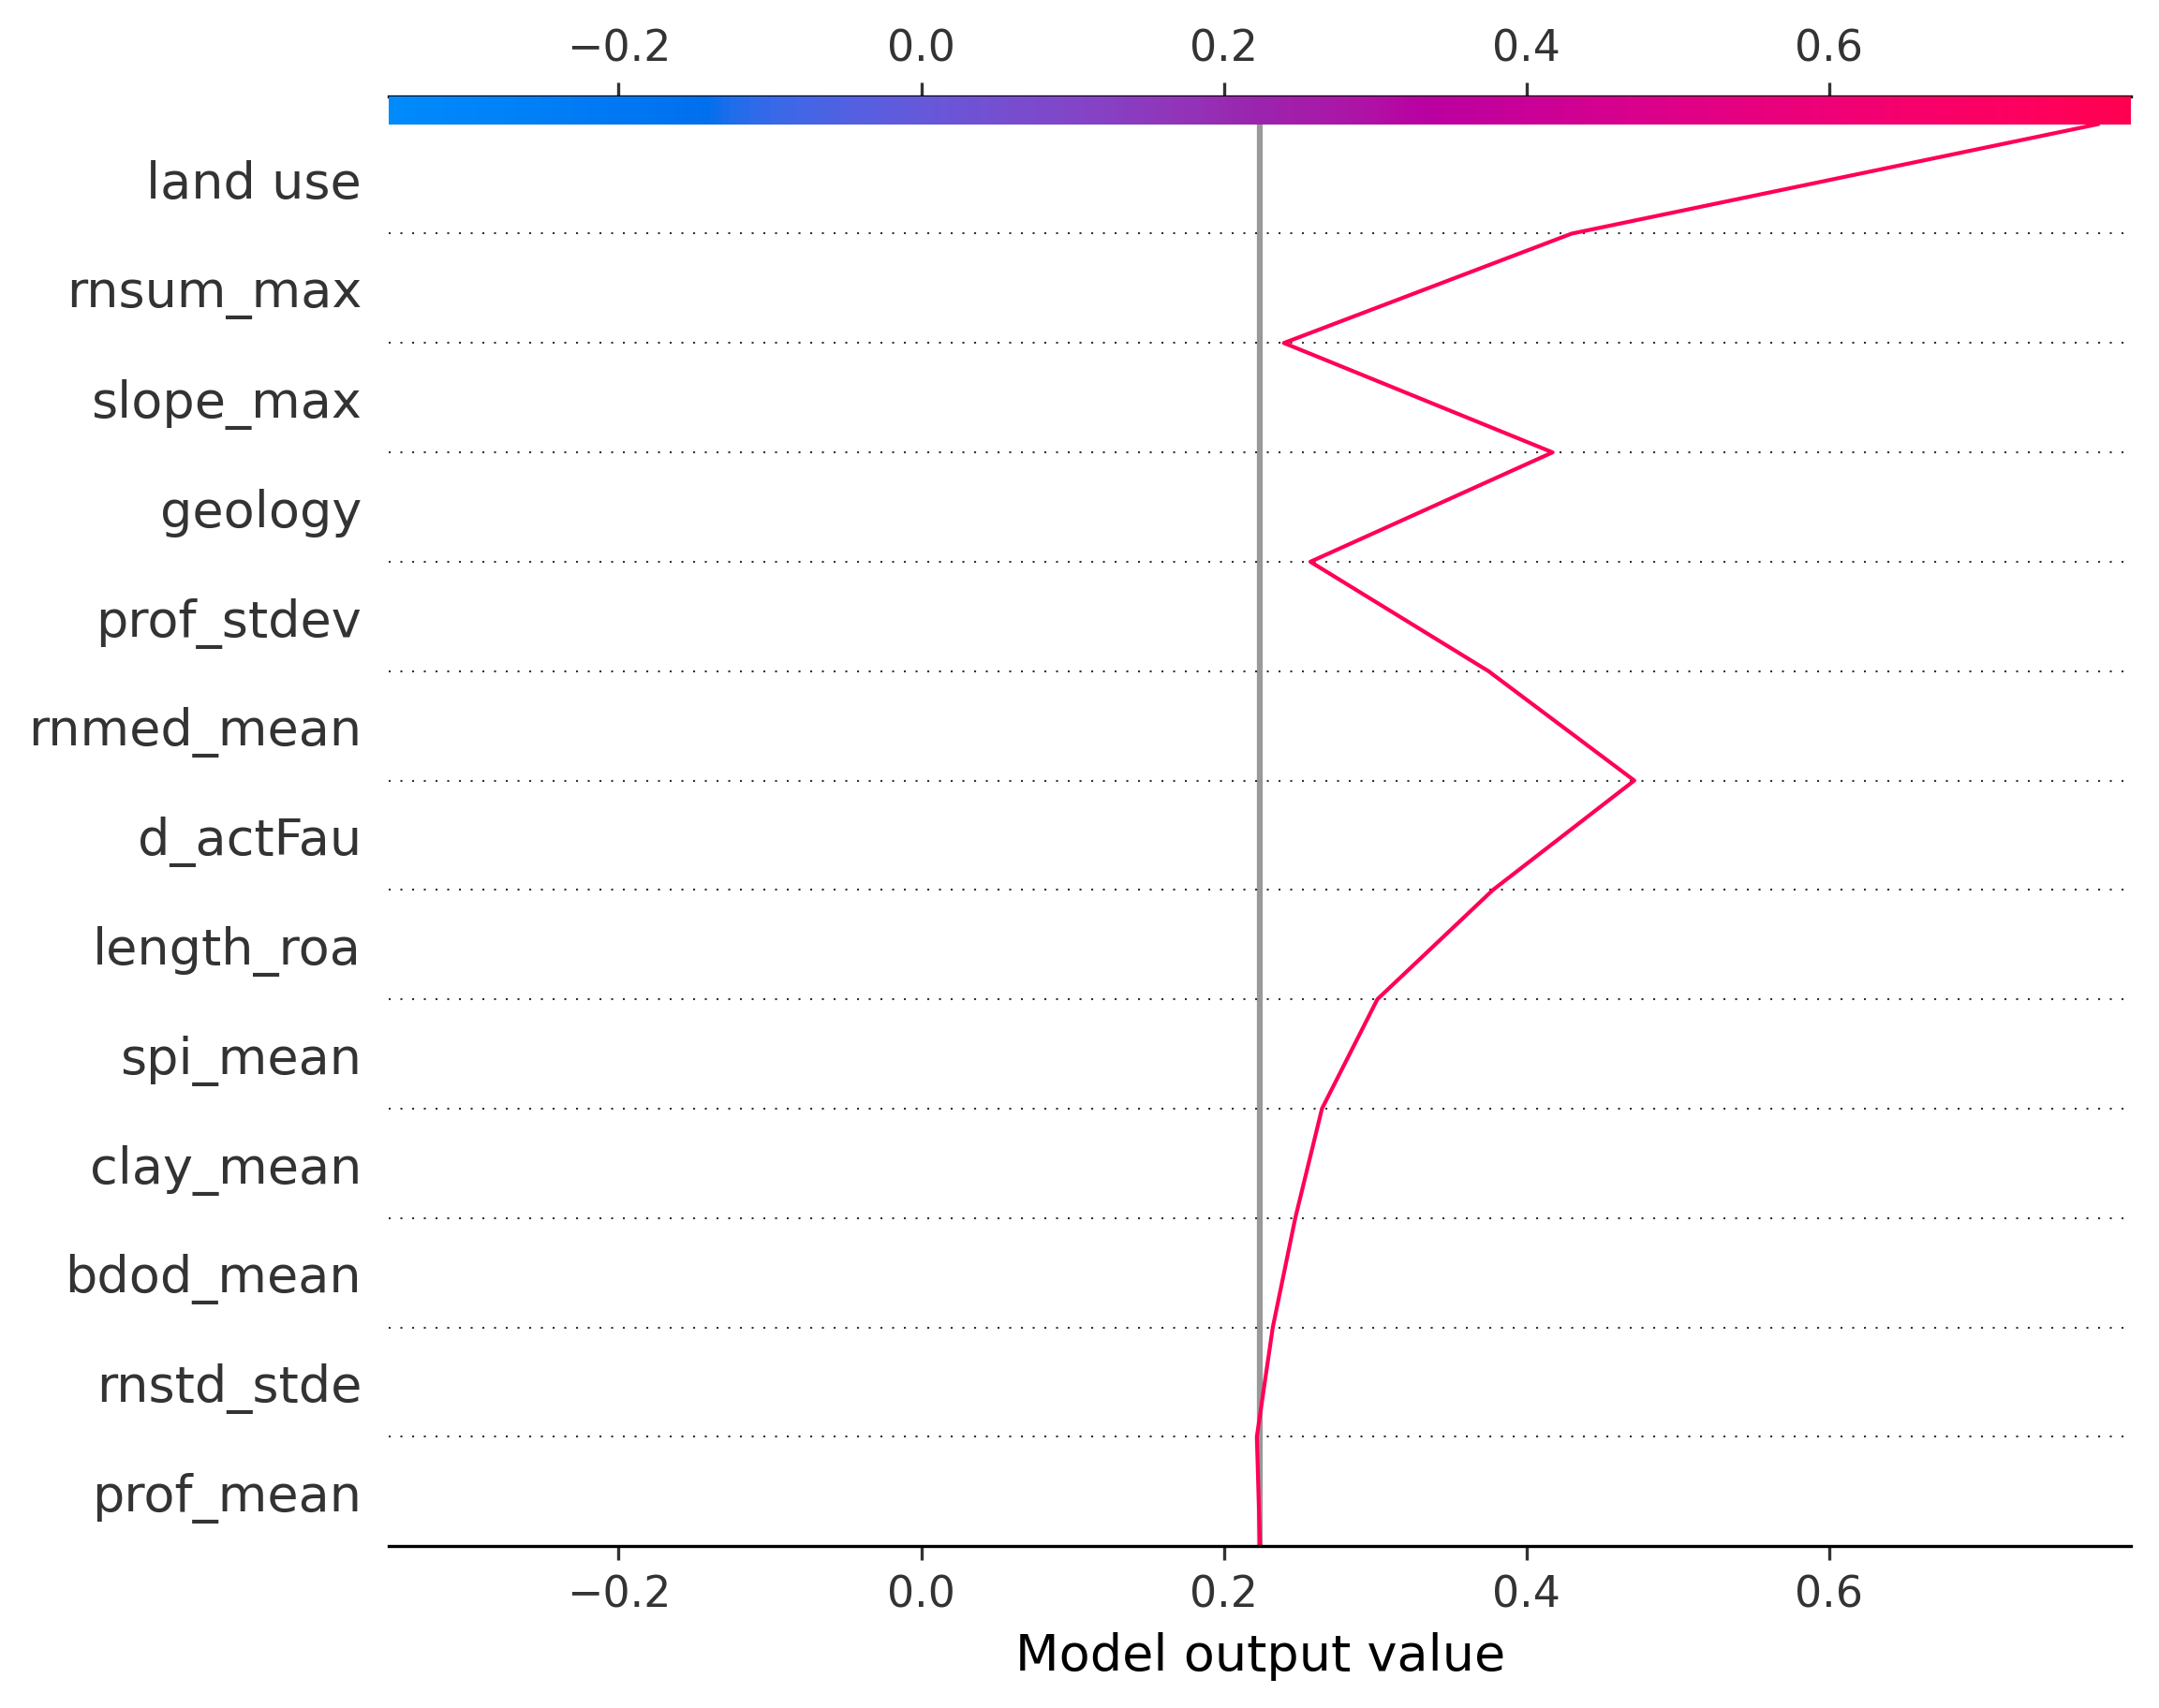 −0.2 0.0 0.2 0.4 0.6
land use
rnsum_max
slope_max
geology
prof_stdev
rnmed_mean
d_actFau
length_roa
spi_mean
clay_mean
bdod_mean
rnstd_stde
prof_mean
−0.2 0.0 0.2 0.4 0.6
Model output value